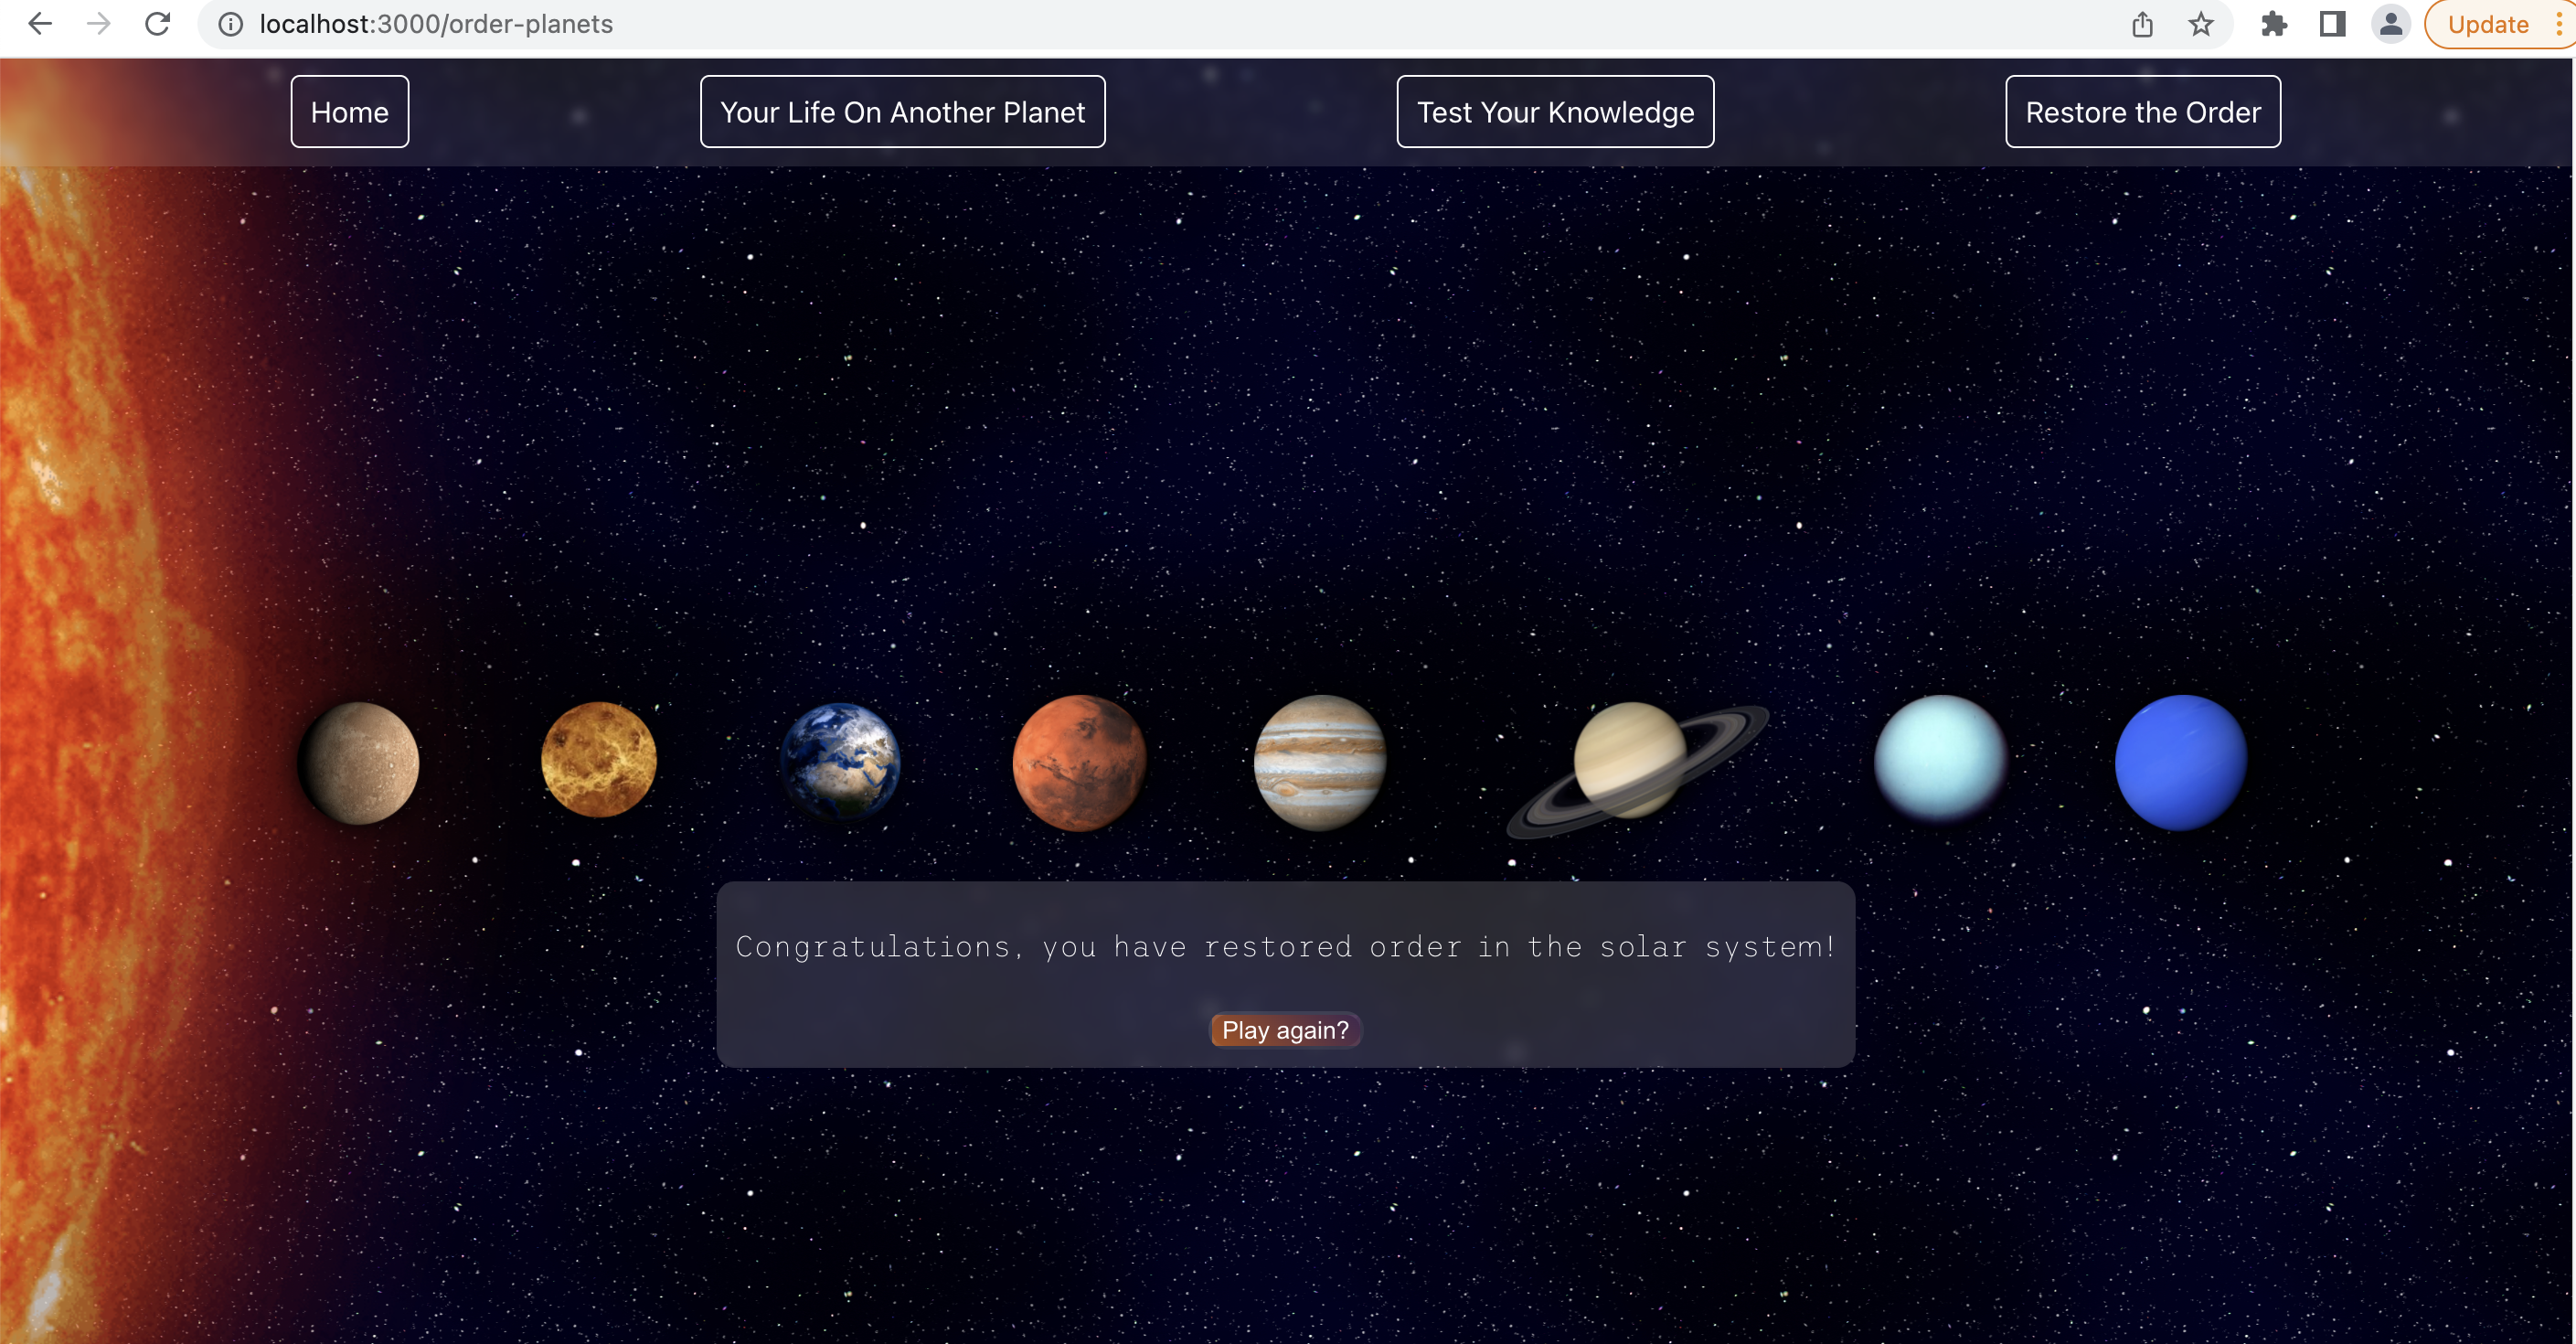 localhost:3000/order-planets
Update
Home
Your Life On Another Planet
Test Your Knowledge
Restore the Order
Congratulations, you have restored order in the solar system!
Play again?